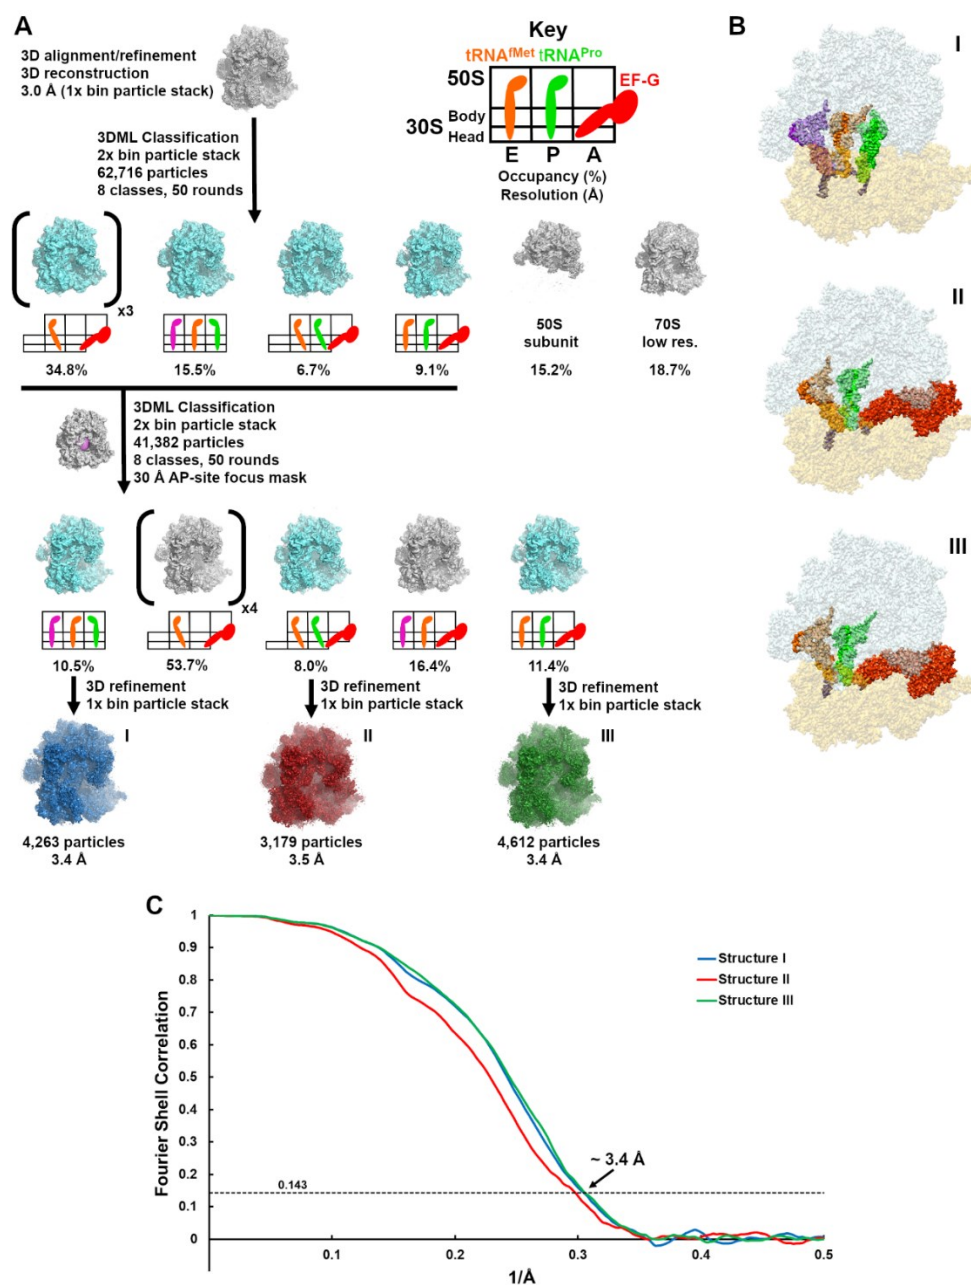 A
3D alignment/refinement
3D reconstruction
3.0 Å (1x bin particle stack)
Key
tRNAfMet tRNAPro
EF-G
50S
30S
Body
Head
E P A
Occupancy (%)
Resolution (Å)
3DML Classification
2x bin particle stack
62,716 particles
8 classes, 50 rounds
x3
50S
subunit
70S
low res.
34.8% 15.5% 6.7% 9.1% 15.2% 18.7%
3DML Classification
2x bin particle stack
41,382 particles
8 classes, 50 rounds
30 Å AP-site focus mask
x4
10.5% 53.7% 8.0% 16.4% 11.4%
3D refinement
1x bin particle stack
3D refinement
1x bin particle stack
3D refinement
1x bin particle stack
I
II
III
4,263 particles
3.4 Å
3,179 particles
3.5 Å
4,612 particles
3.4 Å
B
I
II
III
C
Fourier Shell Correlation
1
0.9
0.8
0.7
0.6
0.5
0.4
0.3
0.2
0.1
0
0.143
~ 3.4 Å
Structure I
Structure II
Structure III
0.1 0.2 0.3 0.4 0.5
1/Å